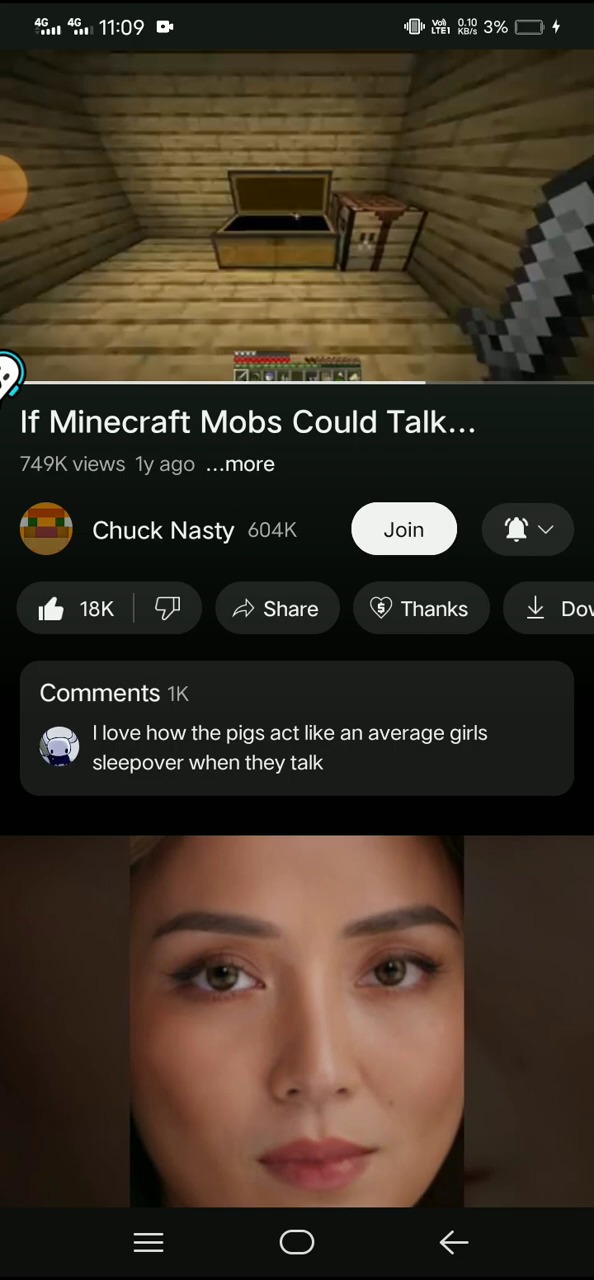 4G 4G 11:09 Vo) LTE1 0.10 KB/s 3%
If Minecraft Mobs Could Talk...
749K views 1y ago ...more
Chuck Nasty 604K Join
18K Share Thanks Dov
Comments 1K
I love how the pigs act like an average girls
sleepover when they talk